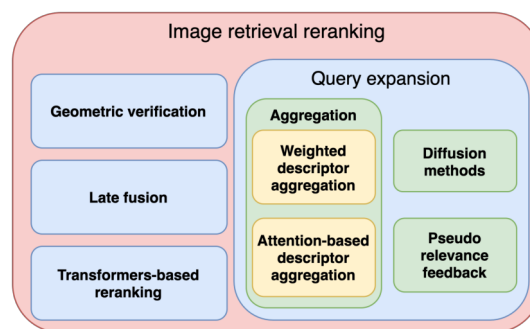 Image retrieval reranking
Geometric verification
Late fusion
Transformers-based
reranking
Query expansion
Aggregation
Weighted
descriptor
aggregation
Attention-based
descriptor
aggregation
Diffusion
methods
Pseudo
relevance
feedback